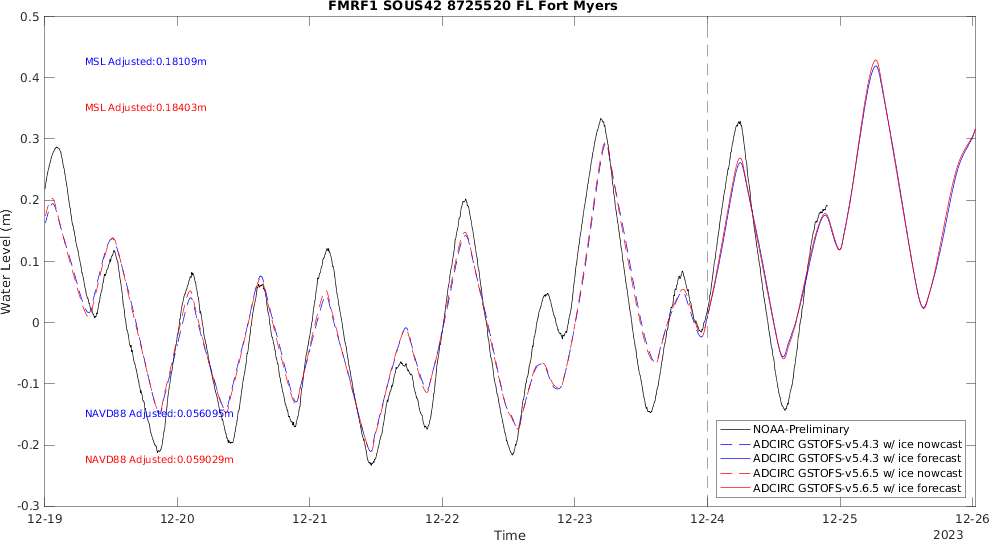 FMRF1 SOUS42 8725520 FL Fort Myers
0.5
0.4
0.3
0.2
0.1
0
-0.1
-0.2
-0.3
Water Level (m)
MSL Adjusted:0.18109m
MSL Adjusted:0.18403m
NAVD88 Adjusted:0.056095m
NAVD88 Adjusted:0.059029m
NOAA-Preliminary
ADCIRC GSTOFS-v5.4.3 w/ ice nowcast
ADCIRC GSTOFS-v5.4.3 w/ ice forecast
ADCIRC GSTOFS-v5.6.5 w/ ice nowcast
ADCIRC GSTOFS-v5.6.5 w/ ice forecast
12-19 12-20 12-21 12-22 12-23 12-24 12-25 12-26
Time
2023